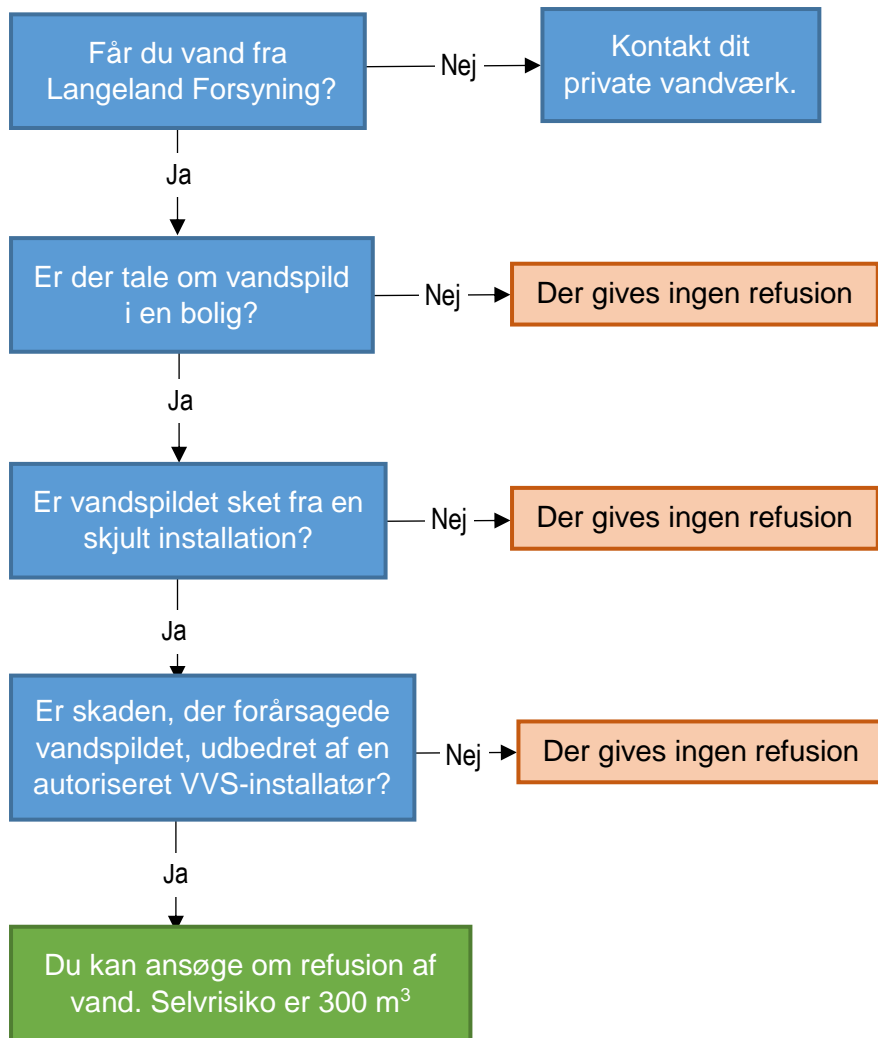 Får du vand fra
Langeland Forsyning?
Nej
Kontakt dit
private vandværk.
Ja
Er der tale om vandspild
i en bolig?
Nej
Der gives ingen refusion
Ja
Er vandspildet sket fra en
skjult installation?
Nej
Der gives ingen refusion
Ja
Er skaden, der forårsagede
vandspildet, udbedret af en
autoriseret VVS-installatør?
Nej
Der gives ingen refusion
Ja
Du kan ansøge om refusion af
vand. Selvrisiko er 300 m³